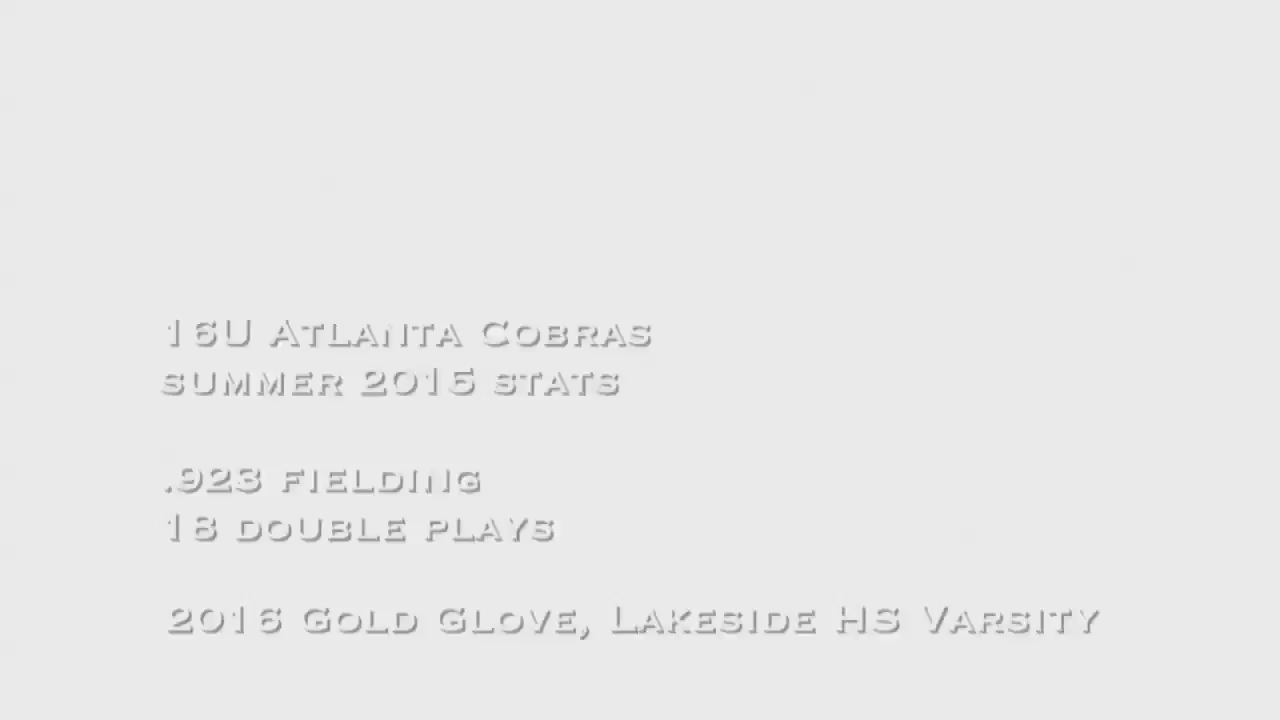 16U Atlanta Cobras
summer 2015 stats
.923 fielding
18 double plays
2016 Gold Glove, Lakeside HS Varsity